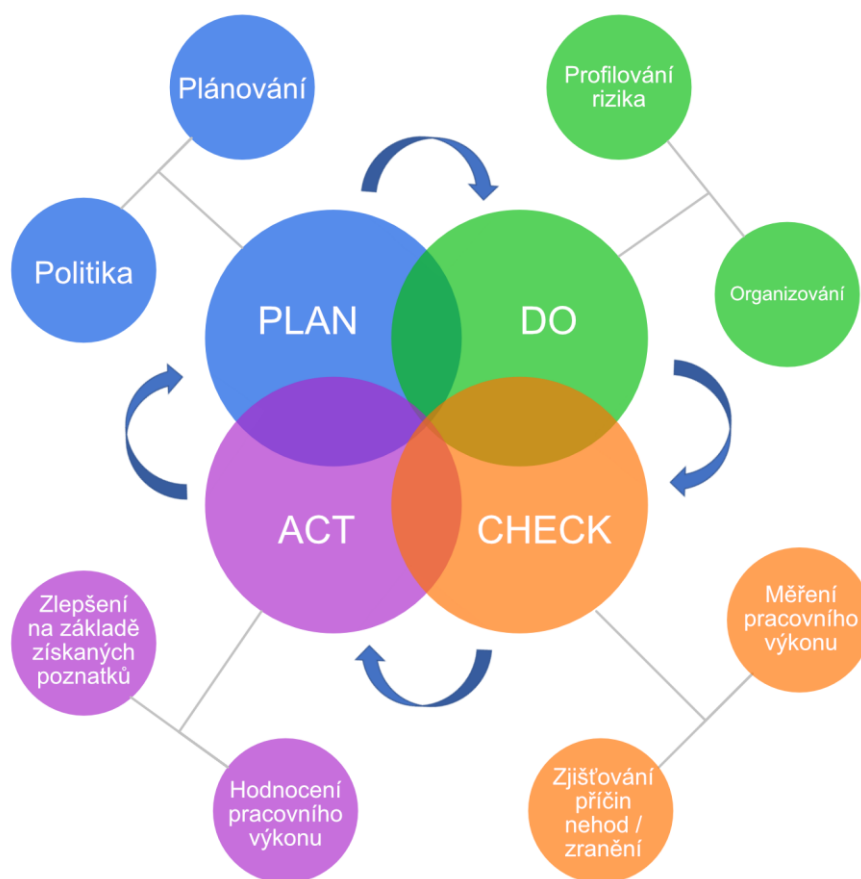 Plánování
Profilování
rizika
Politika
Organizování
PLAN
DO
ACT
CHECK
Zlepšení
na základě
získaných
poznatků
Měření
pracovního
výkonu
Hodnocení
pracovního
výkonu
Zjišťování
příčin
nehod /
zranění